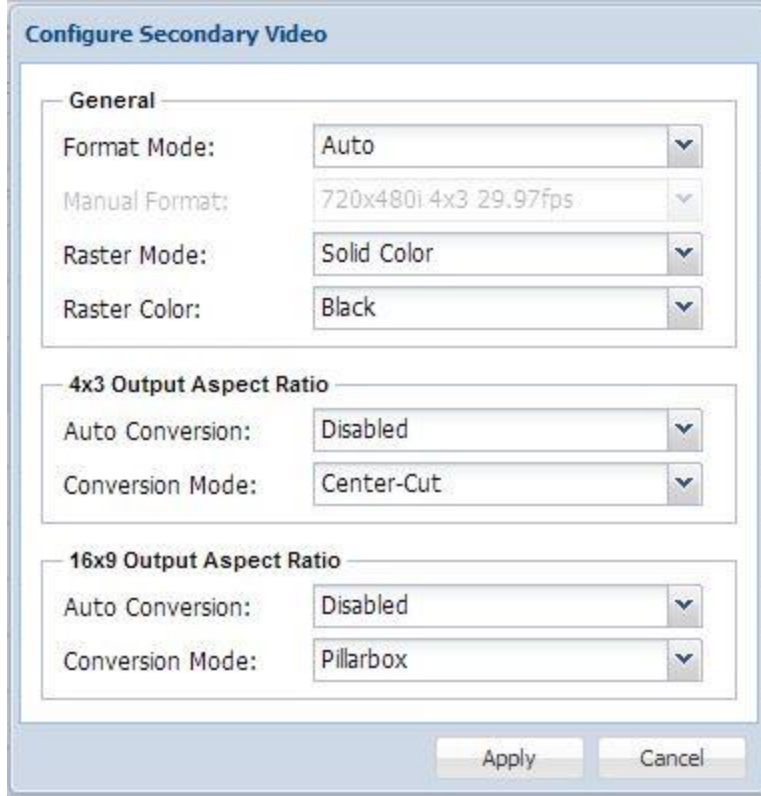 Configure Secondary Video
General
Format Mode: Auto
Manual Format: 720x480i 4x3 29.97fps
Raster Mode: Solid Color
Raster Color: Black
4x3 Output Aspect Ratio
Auto Conversion: Disabled
Conversion Mode: Center-Cut
16x9 Output Aspect Ratio
Auto Conversion: Disabled
Conversion Mode: Pillarbox
Apply Cancel